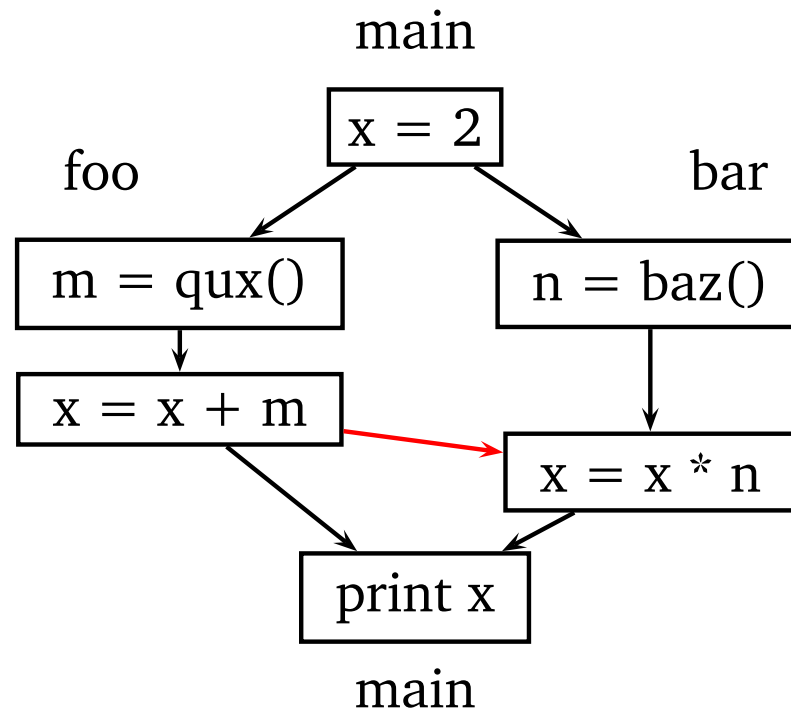 main
x = 2
foo
bar
m = qux()
n = baz()
x = x + m
x = x * n
print x
main